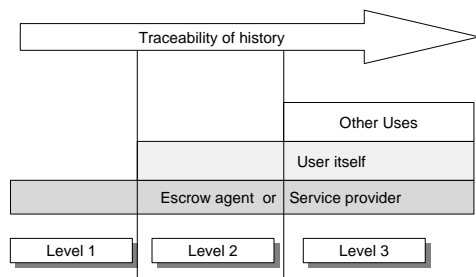 Traceability of history
Other Uses
User itself
Escrow agent or Service provider
Level 1 Level 2 Level 3